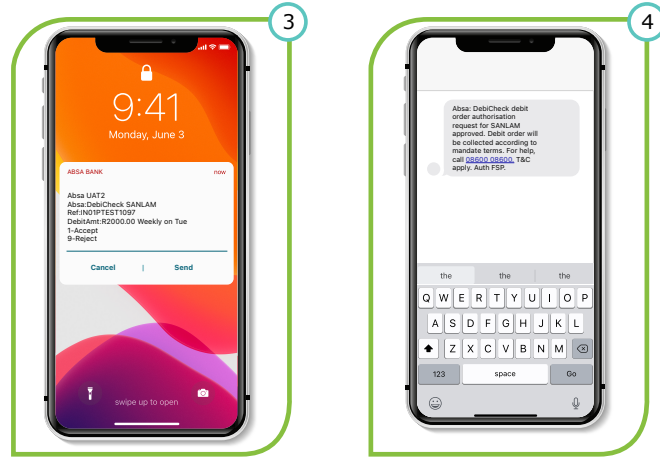 3
9:41
Monday, June 3
ABSA BANK now
Absa UAT2
Absa:DebiCheck SANLAM
Ref:IN01PTEST1097
DebitAmt:R2000.00 Weekly on Tue
1-Accept
9-Reject
Cancel | Send
swipe up to open
4
Absa: DebiCheck debit
order authorisation
request for SANLAM
approved. Debit order will
be collected according to
mandate terms. For help,
call 08600 08600. T&C
apply. Auth FSP.
the the the
Q W E R T Y U I O P
A S D F G H J K L
Z X C V B N M
123 space Go